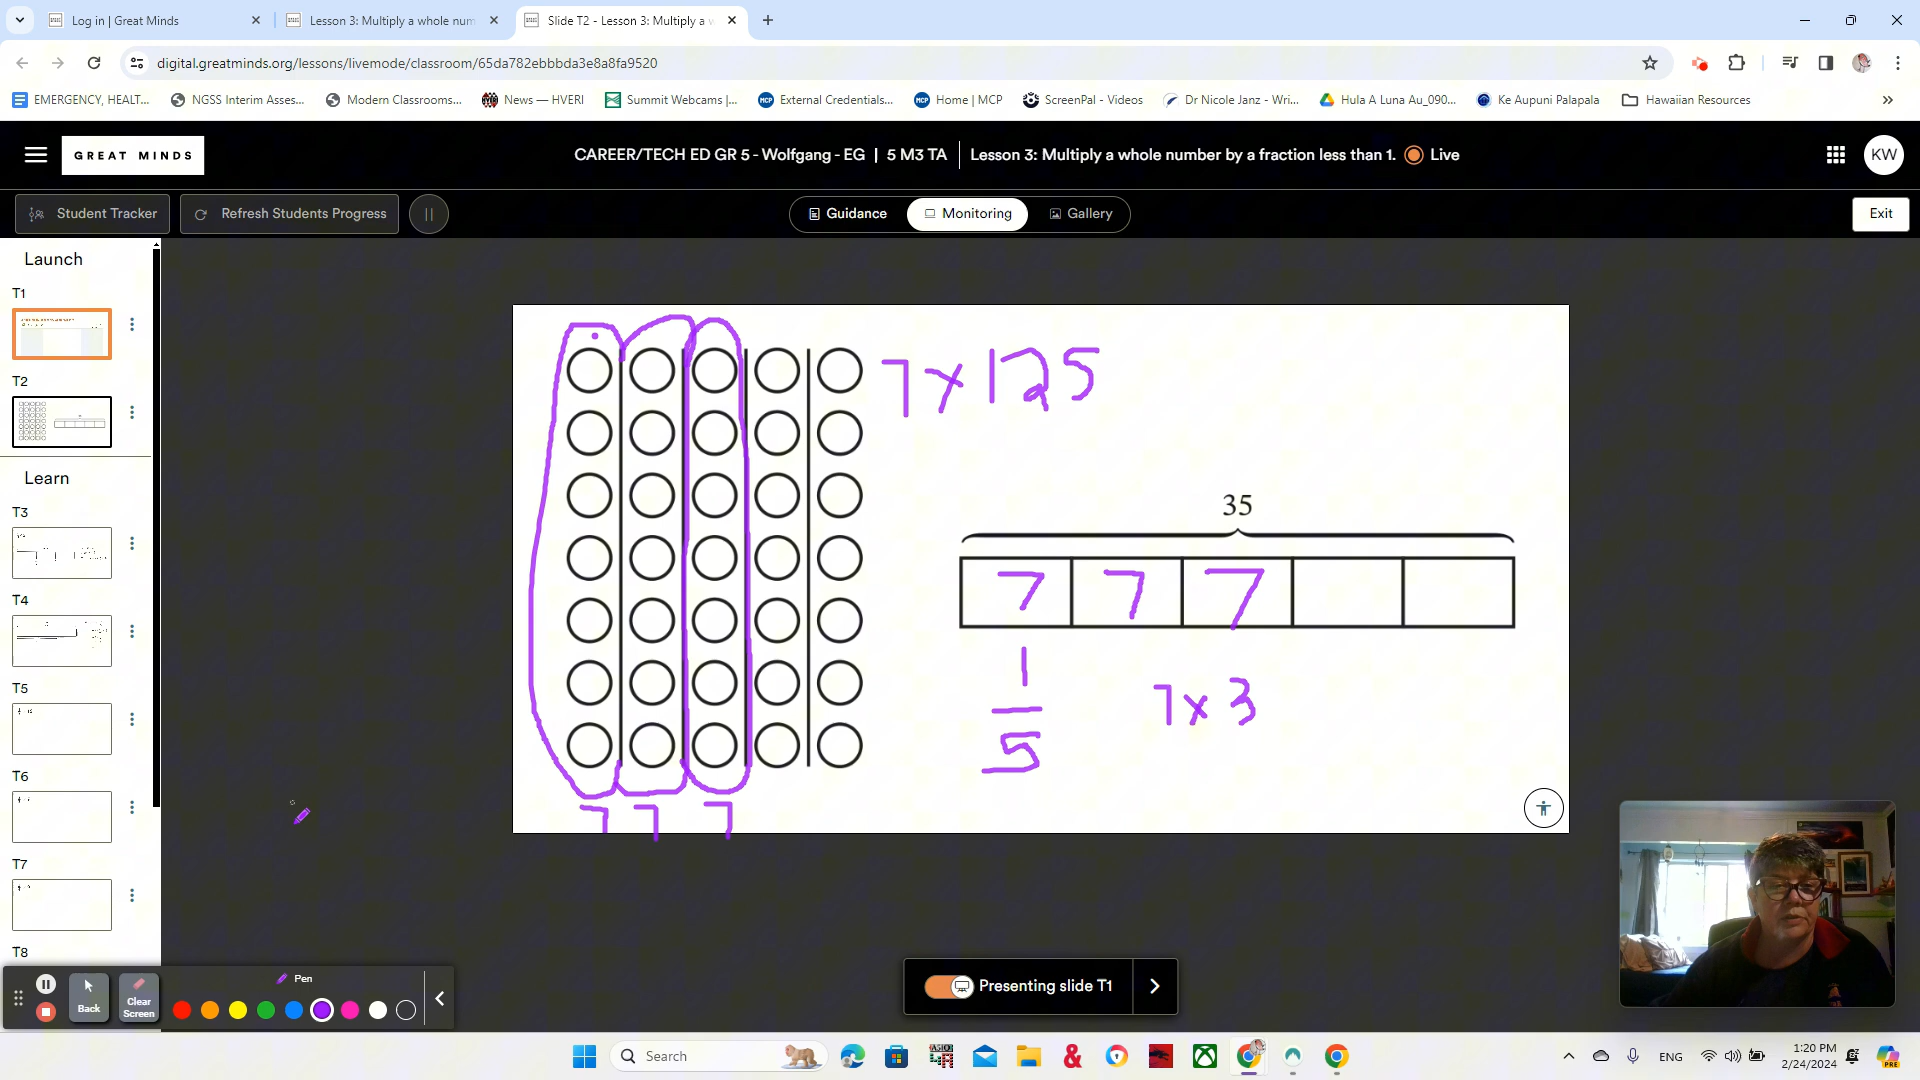 Log in | Great Minds
Lesson 3: Multiply a whole num
Slide T2 - Lesson 3: Multiply a w
digital.greatminds.org/lessons/livemode/classroom/65da782ebbbda3e8a8fa9520
EMERGENCY, HEALT...
NGSS Interim Asses...
Modern Classrooms...
News — HVERI
Summit Webcams |...
External Credentials...
Home | MCP
ScreenPal - Videos
Dr Nicole Janz - Wri...
Hula A Luna Au_090...
Ke Aupuni Palapala
Hawaiian Resources
GREAT MINDS
CAREER/TECH ED GR 5 - Wolfgang - EG | 5 M3 TA
Lesson 3: Multiply a whole number by a fraction less than 1.
Live
KW
Student Tracker
Refresh Students Progress
Guidance
Monitoring
Gallery
Exit
Launch
T1
T2
Learn
T3
T4
T5
T6
T7
T8
7 x 125
35
7 7 7
1
5
7 x 3
7 7 7
Pen
Back
Clear
Screen
Presenting slide T1
Search
ENG
1:20 PM
2/24/2024